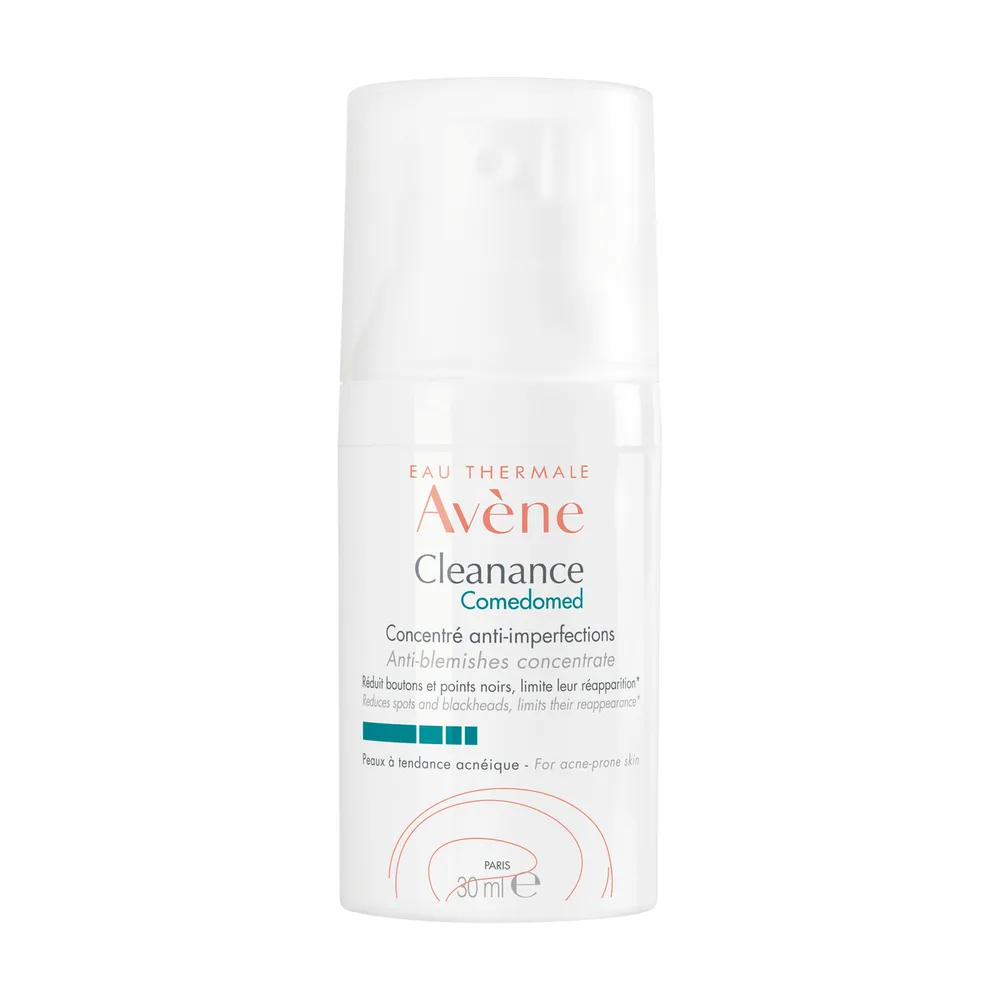 EAU THERMALE
Avène
Cleanance
Comedomed
Concentré anti-imperfections
Anti-blemishes concentrate
Réduit boutons et points noirs, limite leur réapparition*
Reduces spots and blackheads, limits their reappearance*
Peaux à tendance acnéique - For acne-prone skin
PARIS
30 ml ℮